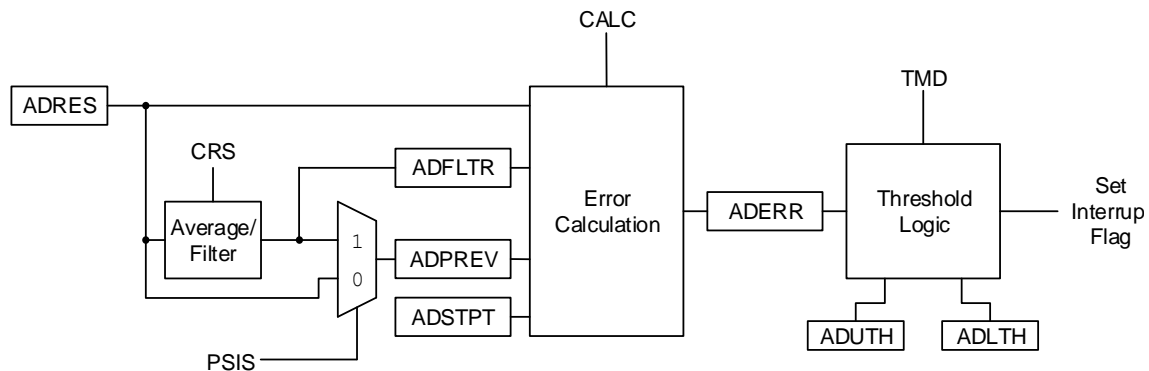 CALC
TMD
ADRES
CRS
ADFLTR
Average/
Filter
1
0
ADPREV
ADSTPT
PSIS
Error
Calculation
ADERR
Threshold
Logic
Set
Interrup
Flag
ADUTH
ADLTH